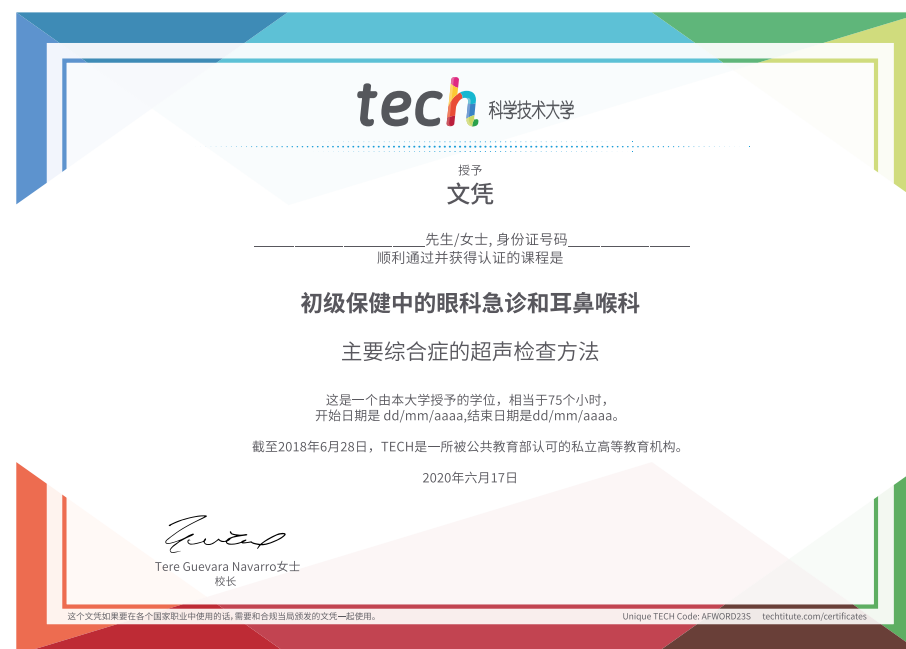 tech 科学技术大学
授予
文凭
________________________先生/女士, 身份证号码_________________
顺利通过并获得认证的课程是
初级保健中的眼科急诊和耳鼻喉科
主要综合症的超声检查方法
这是一个由本大学授予的学位，相当于75个小时，
开始日期是 dd/mm/aaaa,结束日期是dd/mm/aaaa。
截至2018年6月28日，TECH是一所被公共教育部认可的私立高等教育机构。
2020年六月17日
Tere Guevara Navarro女士
校长
这个文凭如果要在各个国家职业中使用的话,需要和合规当局颁发的文凭一起使用。
Unique TECH Code: AFWORD23S techtitute.com/certificates